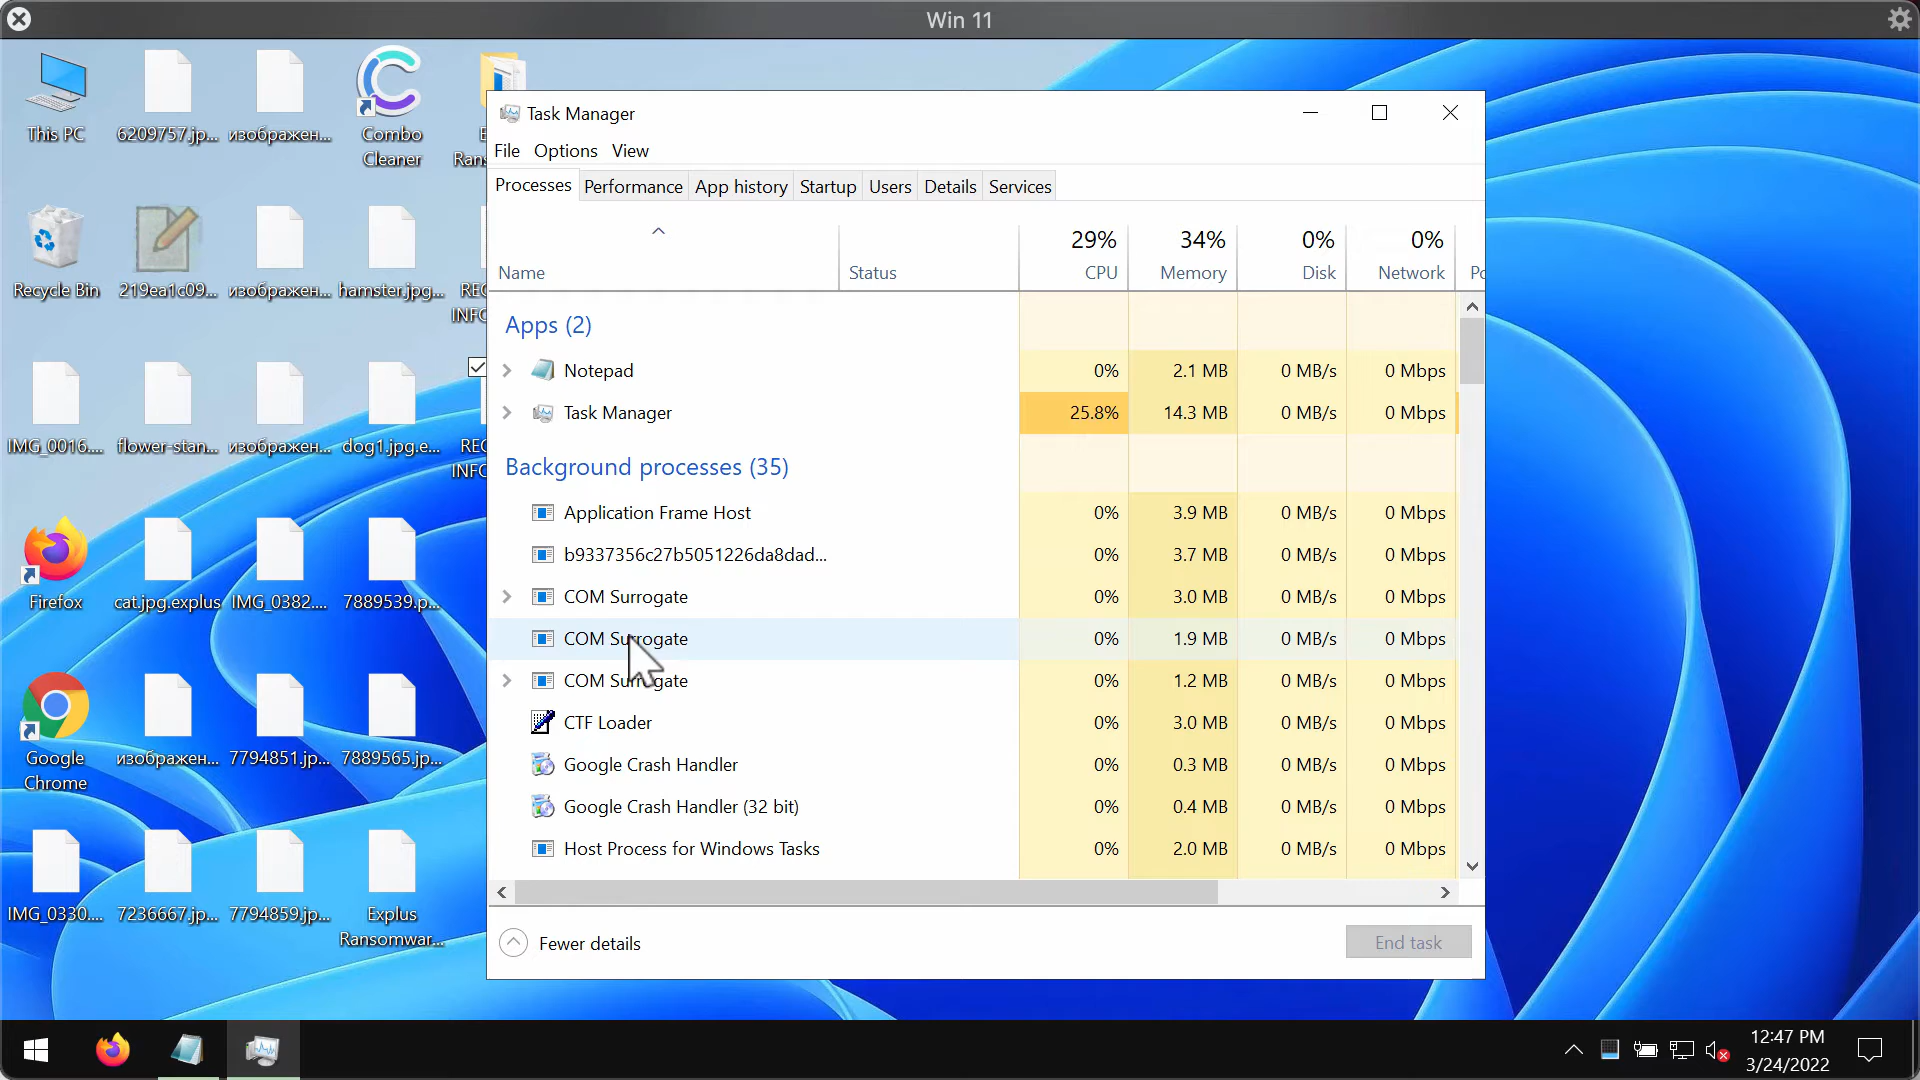 Win 11
This PC
6209757.jp...
изображен...
Combo
Cleaner
E
Ran
Recycle Bin
219ea1c09...
изображен...
hamster.jpg...
REC
INFO
IMG_0016....
flower-stan...
изображен...
dog1.jpg.e...
REC
INFO
Firefox
cat.jpg.explus
IMG_0382....
7889539.p...
Google
Chrome
изображен...
7794851.jp...
7889565.jp...
IMG_0330....
7236667.jp...
7794859.jp...
Explus
Ransomwar...
Task Manager
File Options View
Processes Performance App history Startup Users Details Services
29% 34% 0% 0%
Name Status CPU Memory Disk Network Po
Apps (2)
Notepad 0% 2.1 MB 0 MB/s 0 Mbps
Task Manager 25.8% 14.3 MB 0 MB/s 0 Mbps
Background processes (35)
Application Frame Host 0% 3.9 MB 0 MB/s 0 Mbps
b9337356c27b5051226da8dad... 0% 3.7 MB 0 MB/s 0 Mbps
COM Surrogate 0% 3.0 MB 0 MB/s 0 Mbps
COM Surrogate 0% 1.9 MB 0 MB/s 0 Mbps
COM Surrogate 0% 1.2 MB 0 MB/s 0 Mbps
CTF Loader 0% 3.0 MB 0 MB/s 0 Mbps
Google Crash Handler 0% 0.3 MB 0 MB/s 0 Mbps
Google Crash Handler (32 bit) 0% 0.4 MB 0 MB/s 0 Mbps
Host Process for Windows Tasks 0% 2.0 MB 0 MB/s 0 Mbps
Fewer details
End task
12:47 PM
3/24/2022